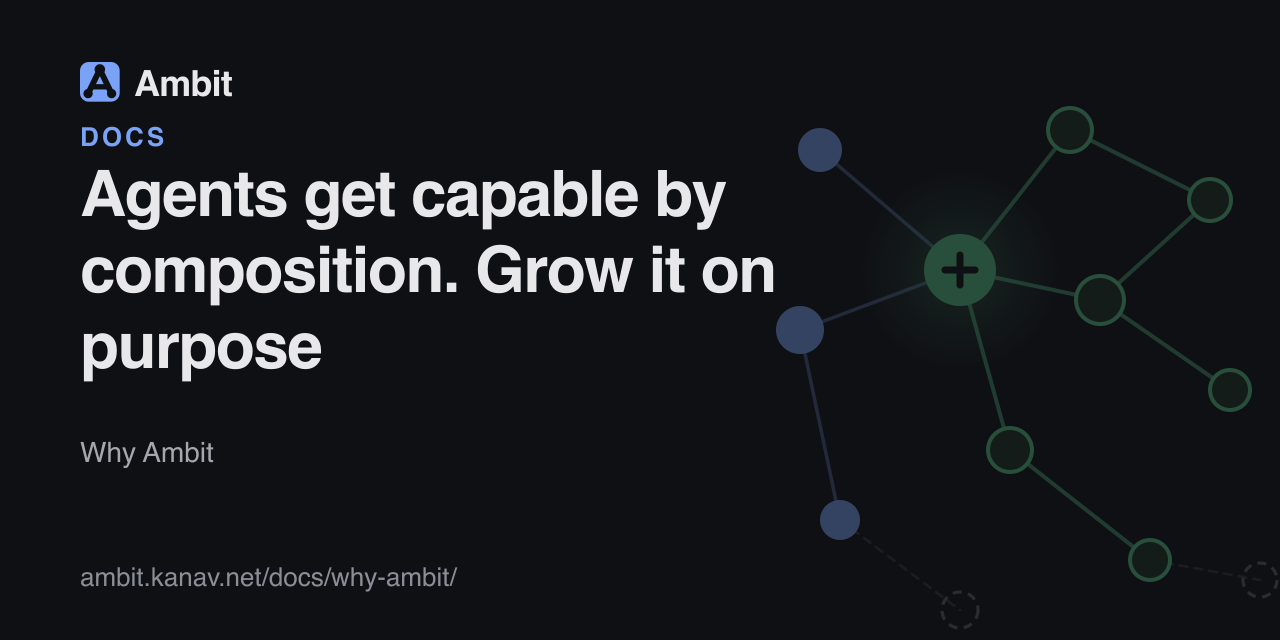 Ambit
DOCS
Agents get capable by
composition. Grow it on
purpose
Why Ambit
ambit.kanav.net/docs/why-ambit/